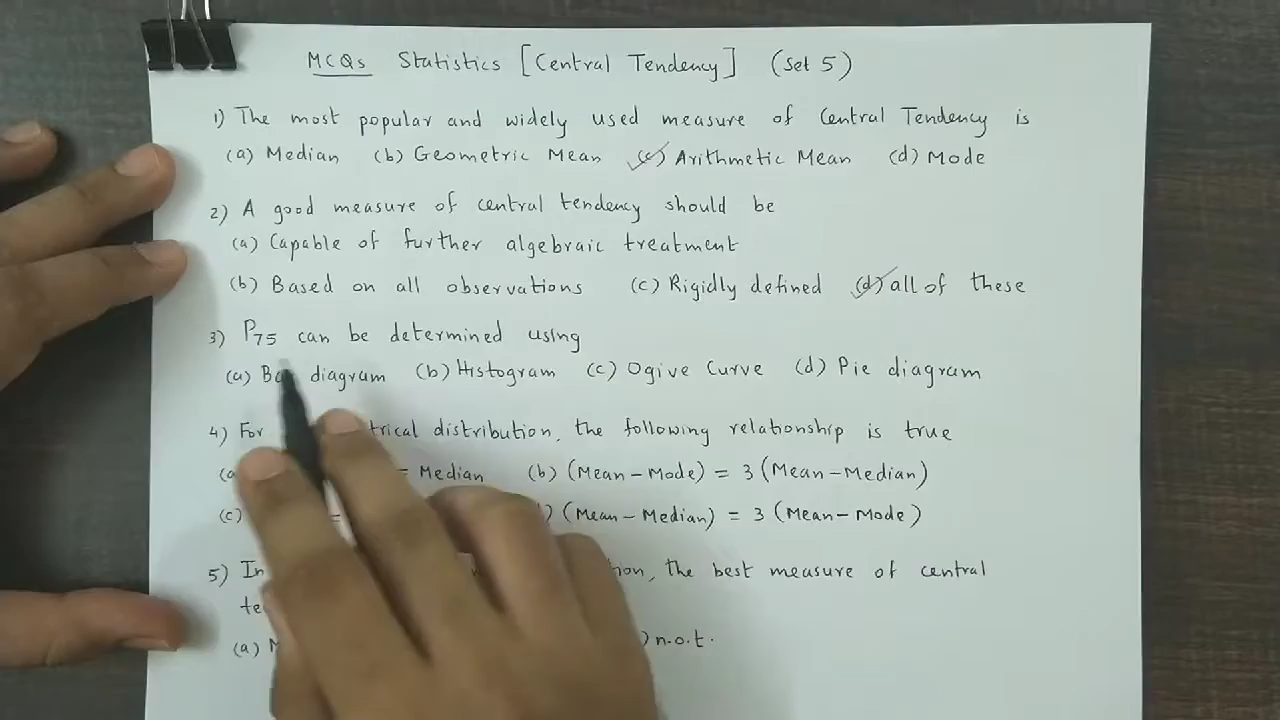 MCQs Statistics [Central Tendency] (Set 5)
1) The most popular and widely used measure of Central Tendency is
(a) Median (b) Geometric Mean (c) Arithmetic Mean (d) Mode
2) A good measure of central tendency should be
(a) Capable of further algebraic treatment
(b) Based on all observations (c) Rigidly defined (d) all of these
3) P75 can be determined using
(a) diagram (b) Histogram (c) Ogive Curve (d) Pie diagram
4) For distribution, the following relationship is true
= Median (b) (Mean - Mode) = 3 (Mean - Median)
(c) = (Mean - Median) = 3 (Mean - Mode)
5) In the best measure of central
(a) n.o.t.